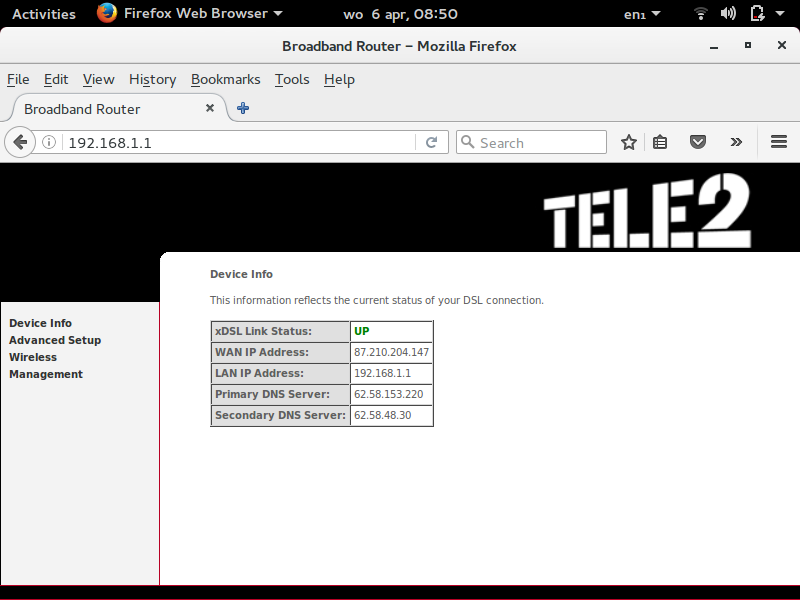 Activities Firefox Web Browser wo 6 apr, 08:50 en₁
Broadband Router – Mozilla Firefox
File Edit View History Bookmarks Tools Help
Broadband Router
192.168.1.1 Search
TELE2
Device Info
This information reflects the current status of your DSL connection.
xDSL Link Status: UP
WAN IP Address: 87.210.204.147
LAN IP Address: 192.168.1.1
Primary DNS Server: 62.58.153.220
Secondary DNS Server: 62.58.48.30
Device Info
Advanced Setup
Wireless
Management